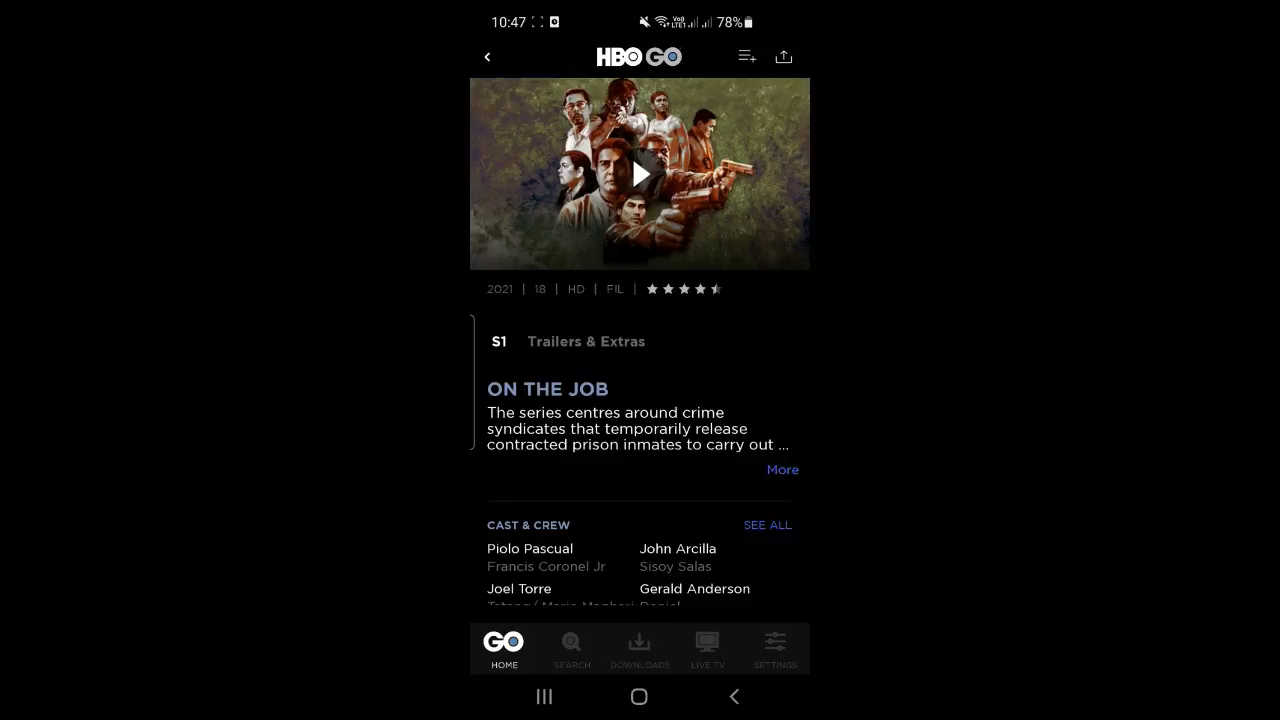 10:47 Vo9 LTE1 78%
HBO GO
2021 | 18 | HD | FIL |
S1 Trailers & Extras
ON THE JOB
The series centres around crime
syndicates that temporarily release
contracted prison inmates to carry out ...
More
CAST & CREW SEE ALL
Piolo Pascual John Arcilla
Francis Coronel Jr Sisoy Salas
Joel Torre Gerald Anderson
GO
HOME SEARCH DOWNLOADS LIVE TV SETTINGS